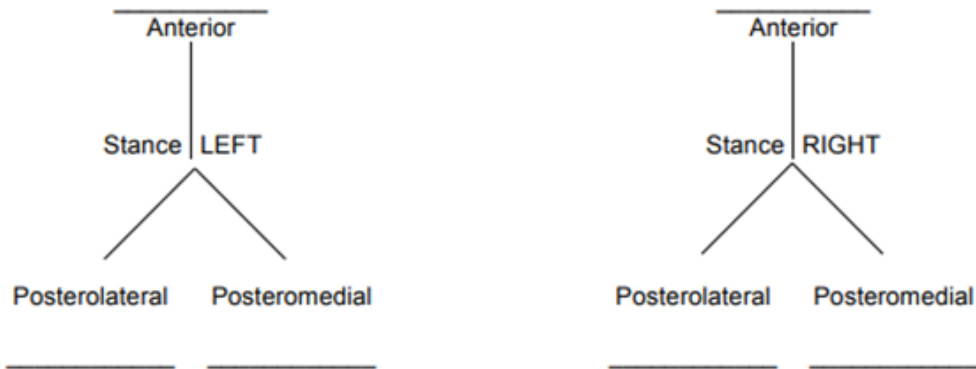 Anterior Anterior
Stance LEFT Stance RIGHT
Posterolateral Posteromedial Posterolateral Posteromedial